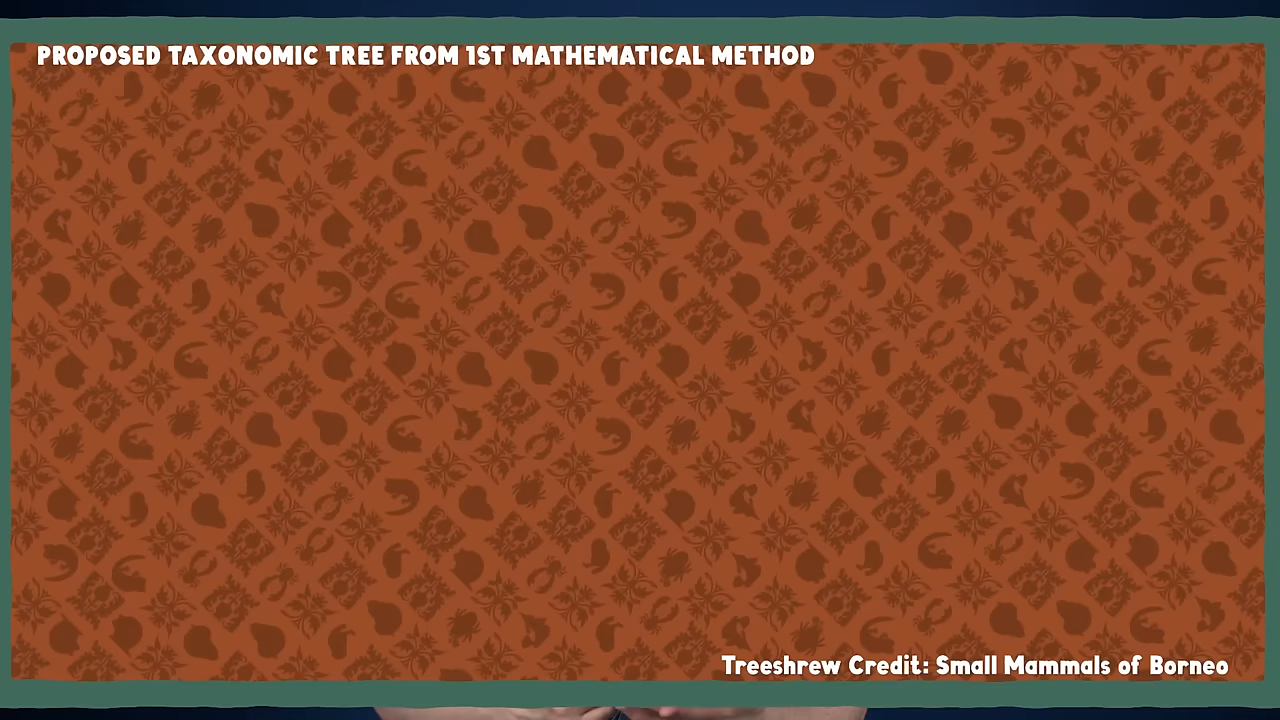 PROPOSED TAXONOMIC TREE FROM 1ST MATHEMATICAL METHOD
Treeshrew Credit: Small Mammals of Borneo